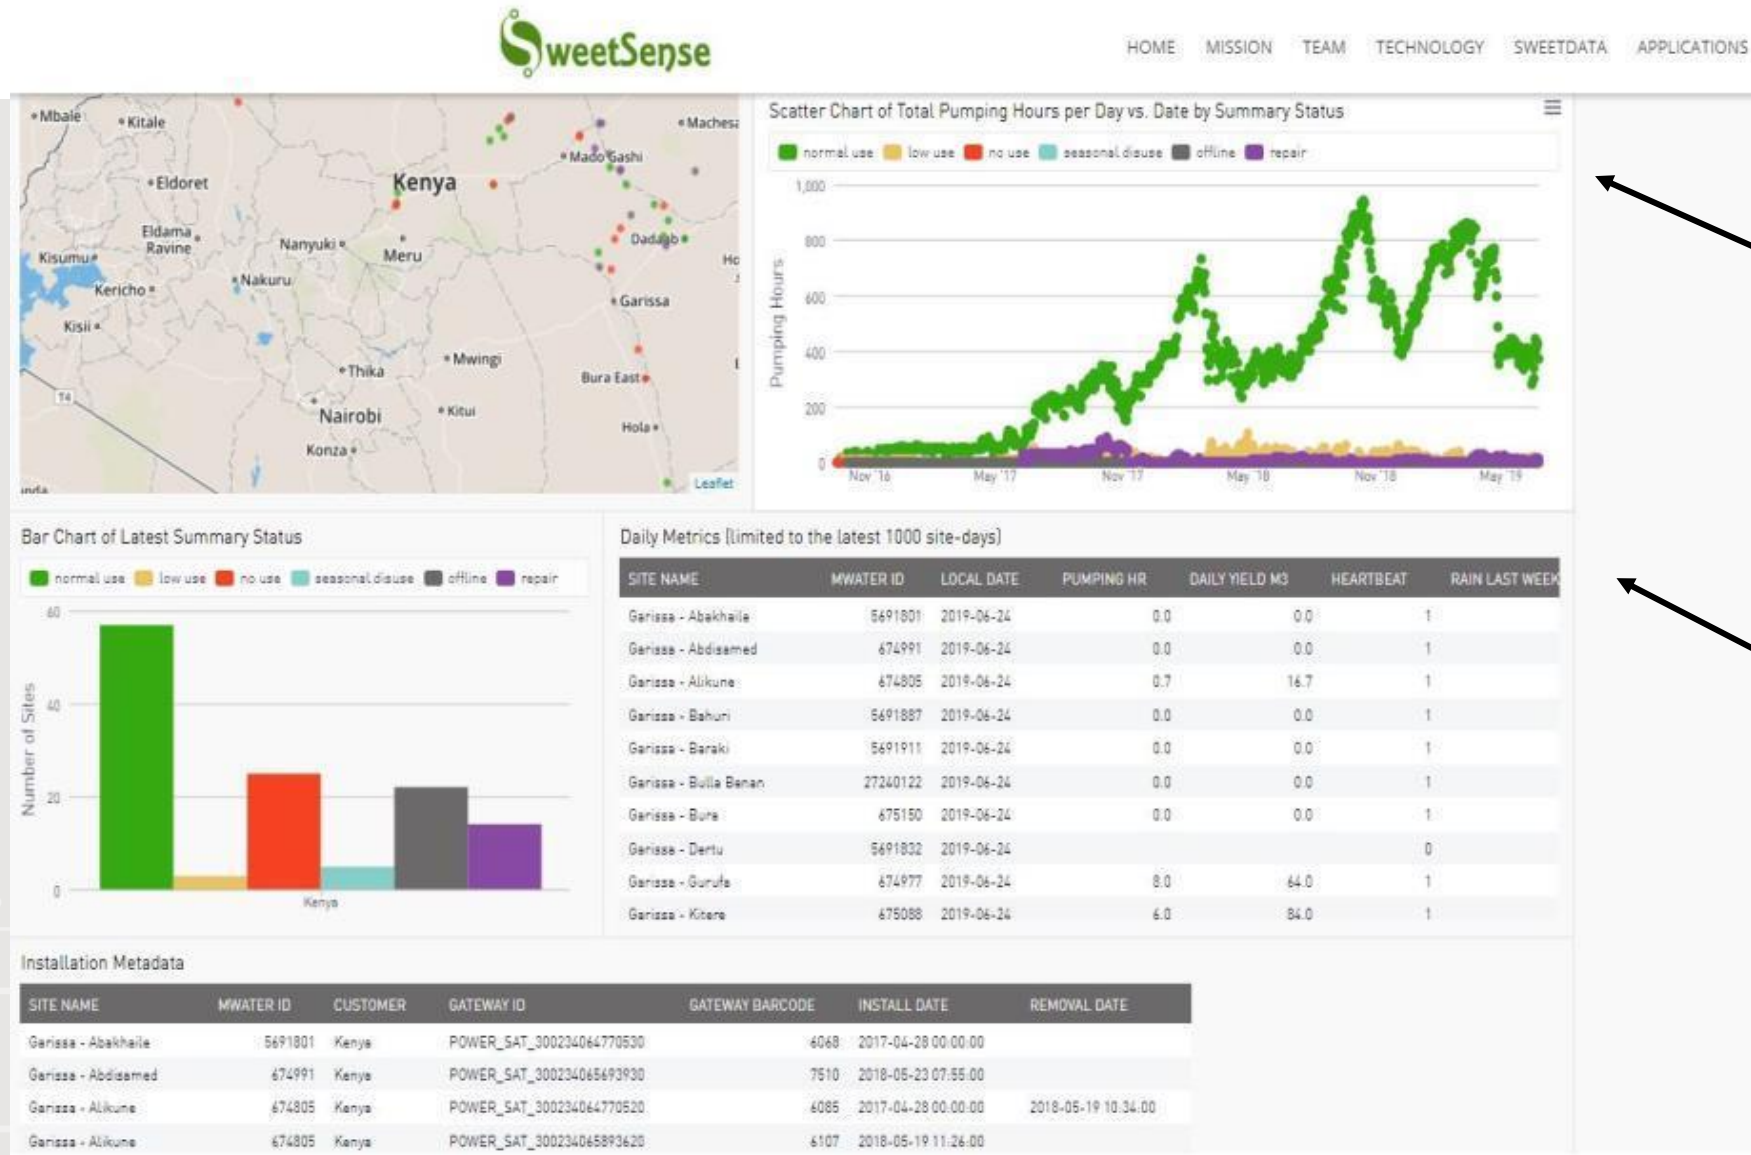 SweetSense
HOME MISSION TEAM TECHNOLOGY SWEETDATA APPLICATIONS
Mbale
Kitale
Eldoret
Eldama
Ravine
Kisumu
Kericho
Nakuru
Kisii
Nanyuki
Meru
Kenya
Mado Gashi
Machesa
Dadaab
Ho
Garissa
Mwingi
Thika
Bura East
T4
Nairobi
Kitui
Hola
Konza
Leaflet
Scatter Chart of Total Pumping Hours per Day vs. Date by Summary Status
normal use low use no use seasonal disuse offline repair
Pumping Hours
1,000
800
600
400
200
0
Nov '16 May '17 Nov '17 May '18 Nov '18 May '19
Bar Chart of Latest Summary Status
normal use low use no use seasonal disuse offline repair
Number of Sites
60
40
20
0
Kenya
Daily Metrics (limited to the latest 1000 site-days)
SITE NAME MWATER ID LOCAL DATE PUMPING HR DAILY YIELD M3 HEARTBEAT RAIN LAST WEEK
Garissa - Abakhaile 5691801 2019-06-24 0.0 0.0 1
Garissa - Abdisamed 674991 2019-06-24 0.0 0.0 1
Garissa - Alikune 674805 2019-06-24 0.7 16.7 1
Garissa - Bahuri 5691887 2019-06-24 0.0 0.0 1
Garissa - Baraki 5691911 2019-06-24 0.0 0.0 1
Garissa - Bulla Banan 27240122 2019-06-24 0.0 0.0 1
Garissa - Bura 675150 2019-06-24 0.0 0.0 1
Garissa - Dertu 5691832 2019-06-24 0
Garissa - Gurufa 674977 2019-06-24 8.0 64.0 1
Garissa - Kitere 675088 2019-06-24 6.0 84.0 1
Installation Metadata
SITE NAME MWATER ID CUSTOMER GATEWAY ID GATEWAY BARCODE INSTALL DATE REMOVAL DATE
Garissa - Abakhaile 5691801 Kenya POWER_SAT_300234064770530 6068 2017-04-28 00:00:00
Garissa - Abdisamed 674991 Kenya POWER_SAT_300234065693930 7510 2018-05-23 07:55:00
Garissa - Alikune 674805 Kenya POWER_SAT_300234064770520 6085 2017-04-28 00:00:00 2018-05-19 10:34:00
Garissa - Alikune 674805 Kenya POWER_SAT_300234065893620 6107 2018-05-19 11:26:00